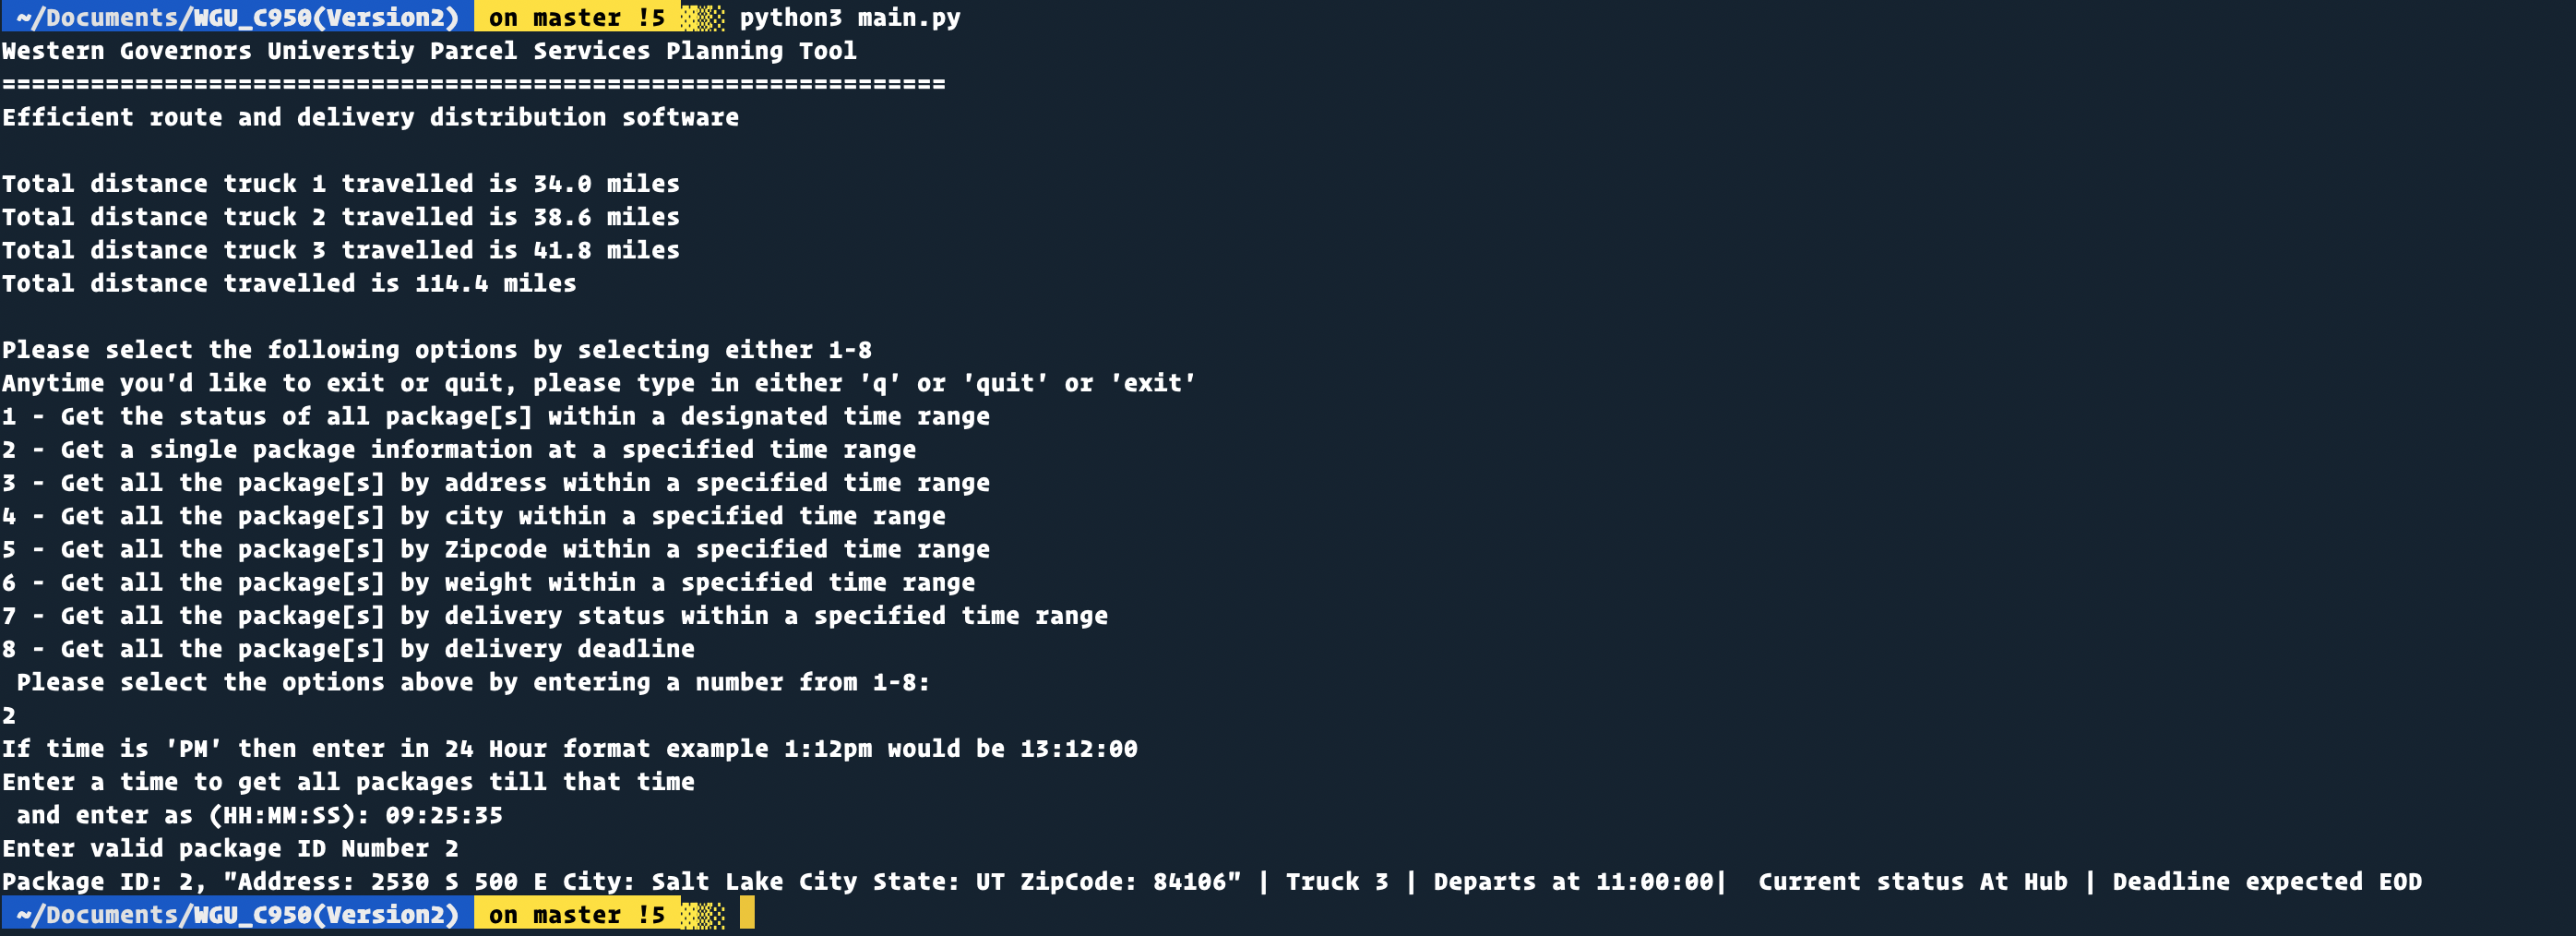 ~/Documents/WGU_C950(Version2) on master !5 ▓▒░ python3 main.py
Western Governors Universtiy Parcel Services Planning Tool
================================================================
Efficient route and delivery distribution software
Total distance truck 1 travelled is 34.0 miles
Total distance truck 2 travelled is 38.6 miles
Total distance truck 3 travelled is 41.8 miles
Total distance travelled is 114.4 miles
Please select the following options by selecting either 1-8
Anytime you'd like to exit or quit, please type in either 'q' or 'quit' or 'exit'
1 - Get the status of all package[s] within a designated time range
2 - Get a single package information at a specified time range
3 - Get all the package[s] by address within a specified time range
4 - Get all the package[s] by city within a specified time range
5 - Get all the package[s] by Zipcode within a specified time range
6 - Get all the package[s] by weight within a specified time range
7 - Get all the package[s] by delivery status within a specified time range
8 - Get all the package[s] by delivery deadline
Please select the options above by entering a number from 1-8:
2
If time is 'PM' then enter in 24 Hour format example 1:12pm would be 13:12:00
Enter a time to get all packages till that time
and enter as (HH:MM:SS): 09:25:35
Enter valid package ID Number 2
Package ID: 2, "Address: 2530 S 500 E City: Salt Lake City State: UT ZipCode: 84106" | Truck 3 | Departs at 11:00:00|  Current status At Hub | Deadline expected EOD
~/Documents/WGU_C950(Version2) on master !5 ▓▒░